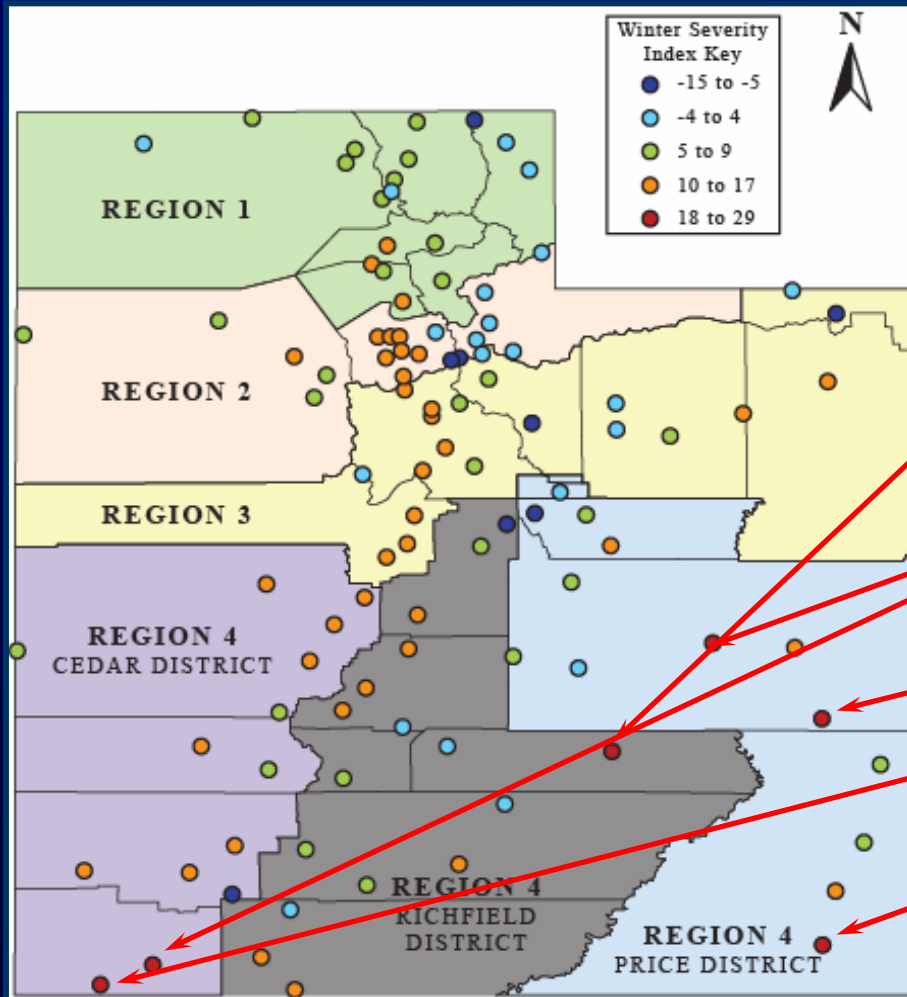 Winter Severity
Index Key
-15 to -5
-4 to 4
5 to 9
10 to 17
18 to 29
N
REGION 1
REGION 2
REGION 3
REGION 4
CEDAR DISTRICT
REGION 4
RICHFIELD
DISTRICT
REGION 4
PRICE DISTRICT